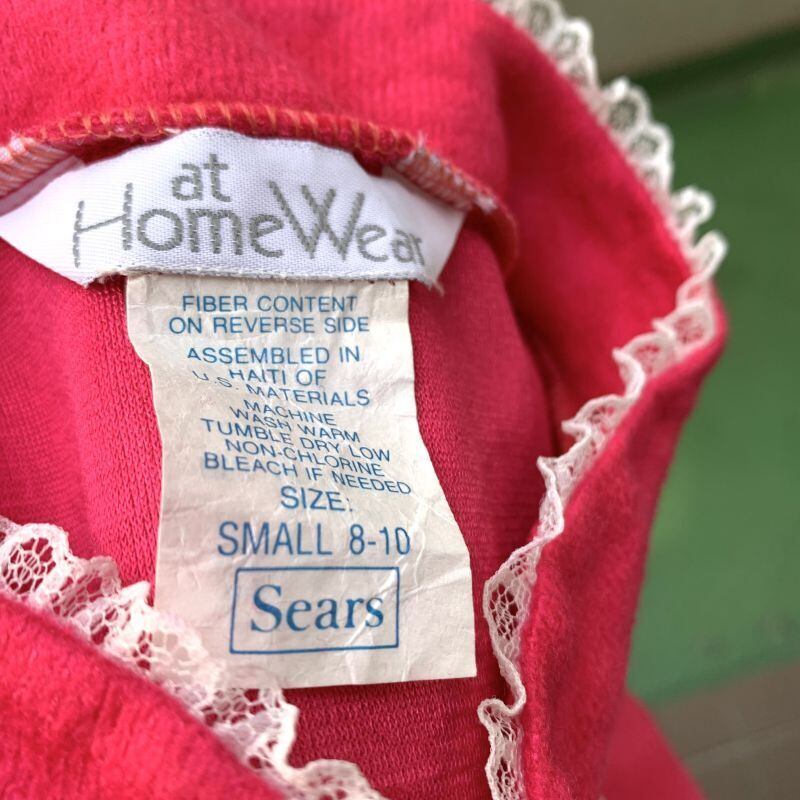 at
HomeWear
FIBER CONTENT
ON REVERSE SIDE
ASSEMBLED IN
HAITI OF
U.S. MATERIALS
MACHINE
WASH WARM
TUMBLE DRY LOW
NON-CHLORINE
BLEACH IF NEEDED
SIZE:
SMALL 8-10
Sears